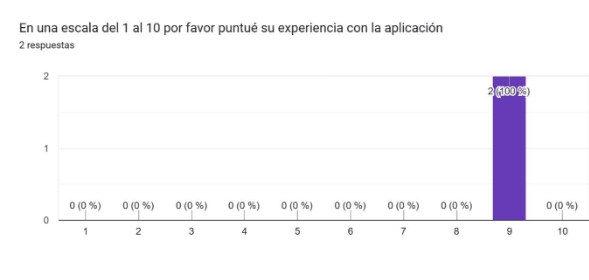 En una escala del 1 al 10 por favor puntué su experiencia con la aplicación
2 respuestas
2
2 (100 %)
1
0 (0 %) 0 (0 %) 0 (0 %) 0 (0 %) 0 (0 %) 0 (0 %) 0 (0 %) 0 (0 %) 0 (0 %)
0
1 2 3 4 5 6 7 8 9 10